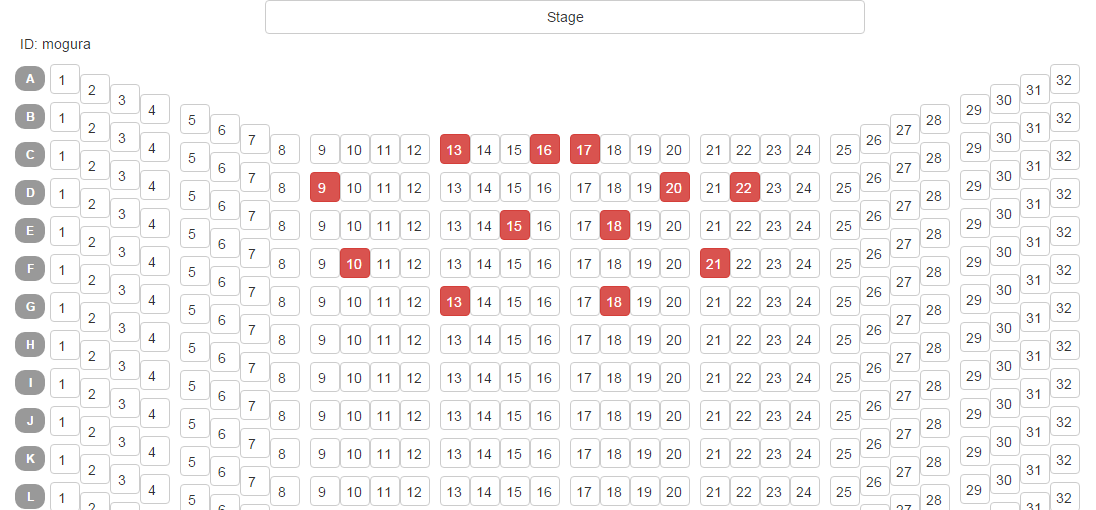 Stage
ID: mogura
A 1 2 3 4 5 6 7 8 9 10 11 12 13 14 15 16 17 18 19 20 21 22 23 24 25 26 27 28 29 30 31 32
B 1 2 3 4 5 6 7 8 9 10 11 12 13 14 15 16 17 18 19 20 21 22 23 24 25 26 27 28 29 30 31 32
C 1 2 3 4 5 6 7 8 9 10 11 12 13 14 15 16 17 18 19 20 21 22 23 24 25 26 27 28 29 30 31 32
D 1 2 3 4 5 6 7 8 9 10 11 12 13 14 15 16 17 18 19 20 21 22 23 24 25 26 27 28 29 30 31 32
E 1 2 3 4 5 6 7 8 9 10 11 12 13 14 15 16 17 18 19 20 21 22 23 24 25 26 27 28 29 30 31 32
F 1 2 3 4 5 6 7 8 9 10 11 12 13 14 15 16 17 18 19 20 21 22 23 24 25 26 27 28 29 30 31 32
G 1 2 3 4 5 6 7 8 9 10 11 12 13 14 15 16 17 18 19 20 21 22 23 24 25 26 27 28 29 30 31 32
H 1 2 3 4 5 6 7 8 9 10 11 12 13 14 15 16 17 18 19 20 21 22 23 24 25 26 27 28 29 30 31 32
I 1 2 3 4 5 6 7 8 9 10 11 12 13 14 15 16 17 18 19 20 21 22 23 24 25 26 27 28 29 30 31 32
J 1 2 3 4 5 6 7 8 9 10 11 12 13 14 15 16 17 18 19 20 21 22 23 24 25 26 27 28 29 30 31 32
K 1 2 3 4 5 6 27 28 29 30 31 32
L 1 2 31 32